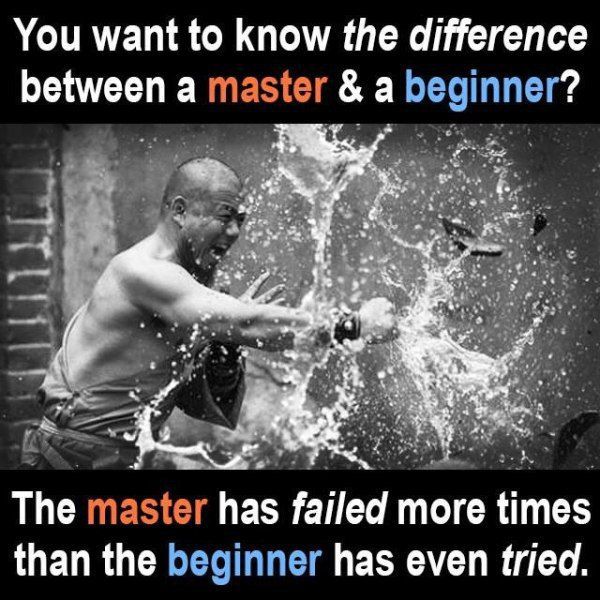 You want to know the difference
between a master & a beginner?
The master has failed more times
than the beginner has even tried.